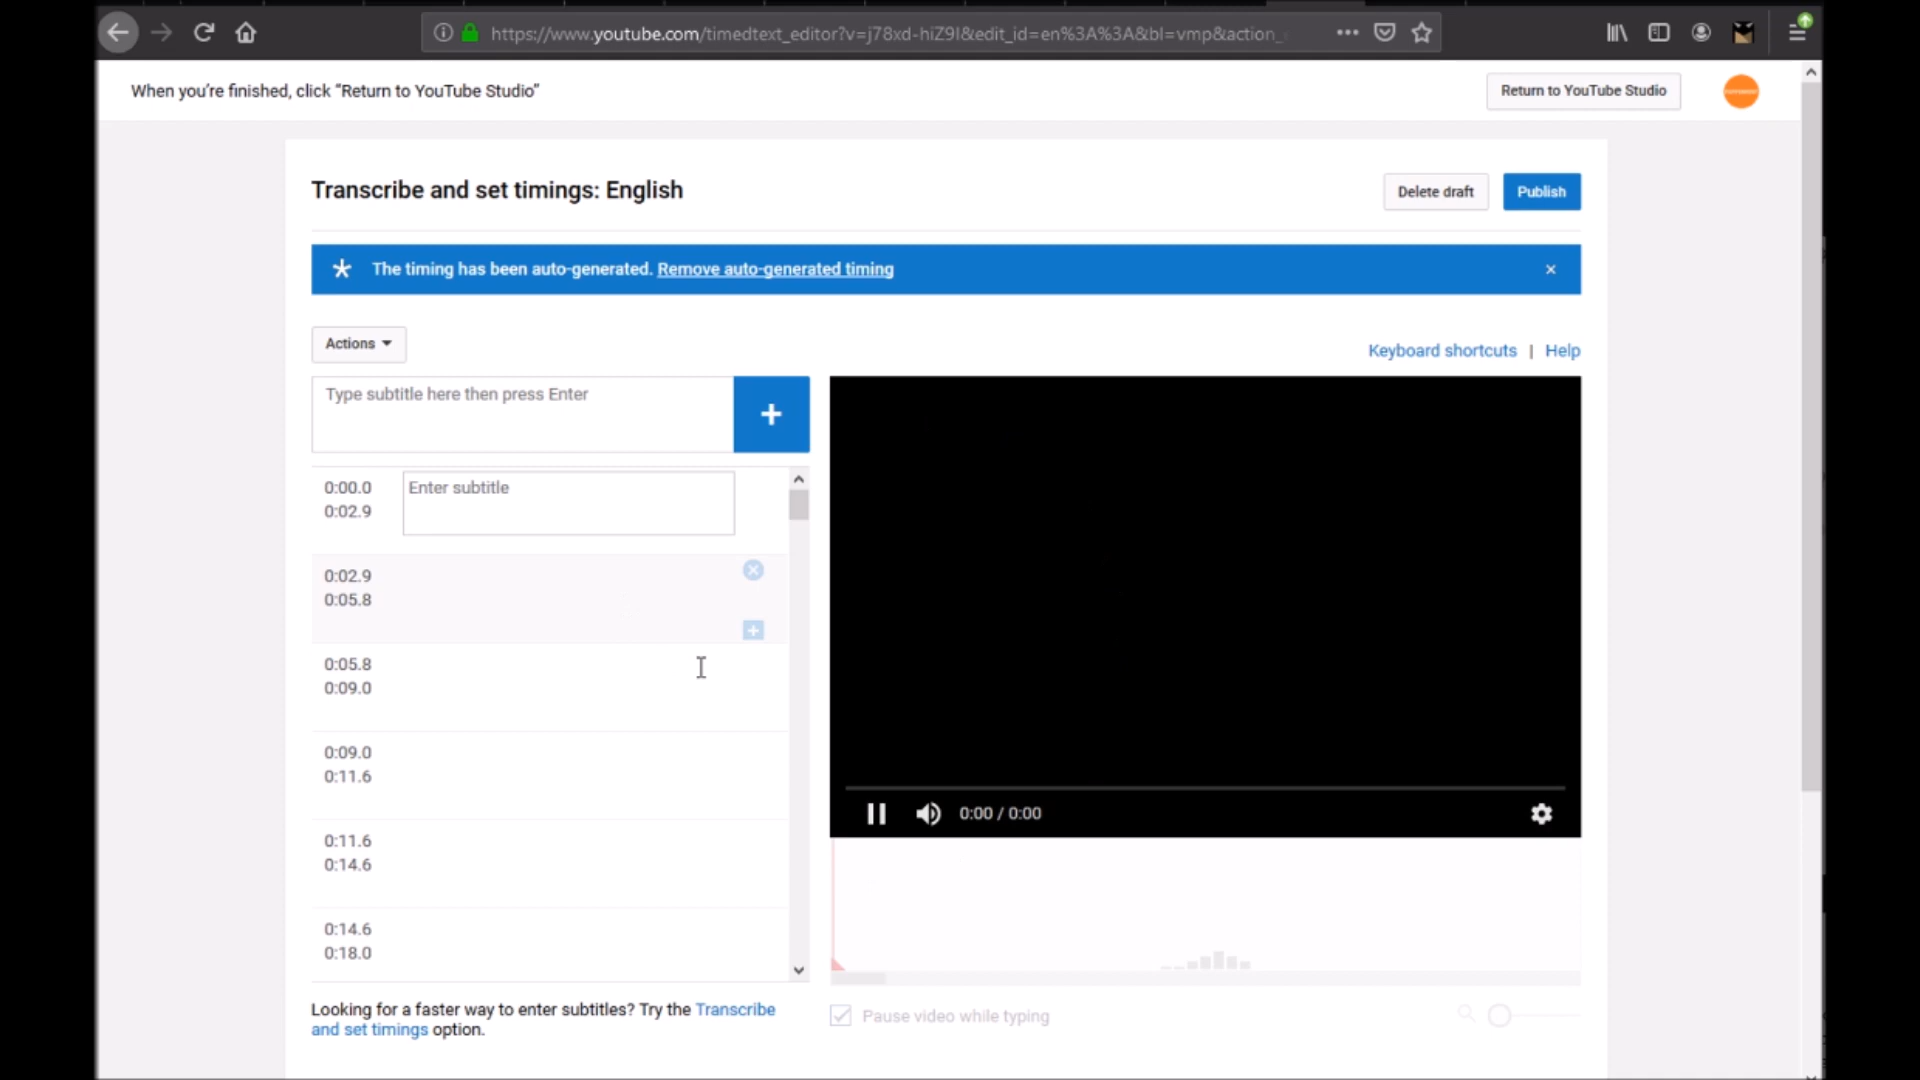 https://www.youtube.com/timedtext_editor?v=j78xd-hiZ9I&edit_id=en%3A%3A&bl=vmp&action_
When you're finished, click “Return to YouTube Studio”
Return to YouTube Studio
Transcribe and set timings: English
Delete draft
Publish
The timing has been auto-generated. Remove auto-generated timing
Actions
Keyboard shortcuts | Help
Type subtitle here then press Enter
0:00.0
Enter subtitle
0:02.9
0:02.9
0:05.8
0:05.8
0:09.0
0:09.0
0:11.6
0:11.6
0:14.6
0:14.6
0:18.0
0:00 / 0:00
Looking for a faster way to enter subtitles? Try the Transcribe
and set timings option.
Pause video while typing